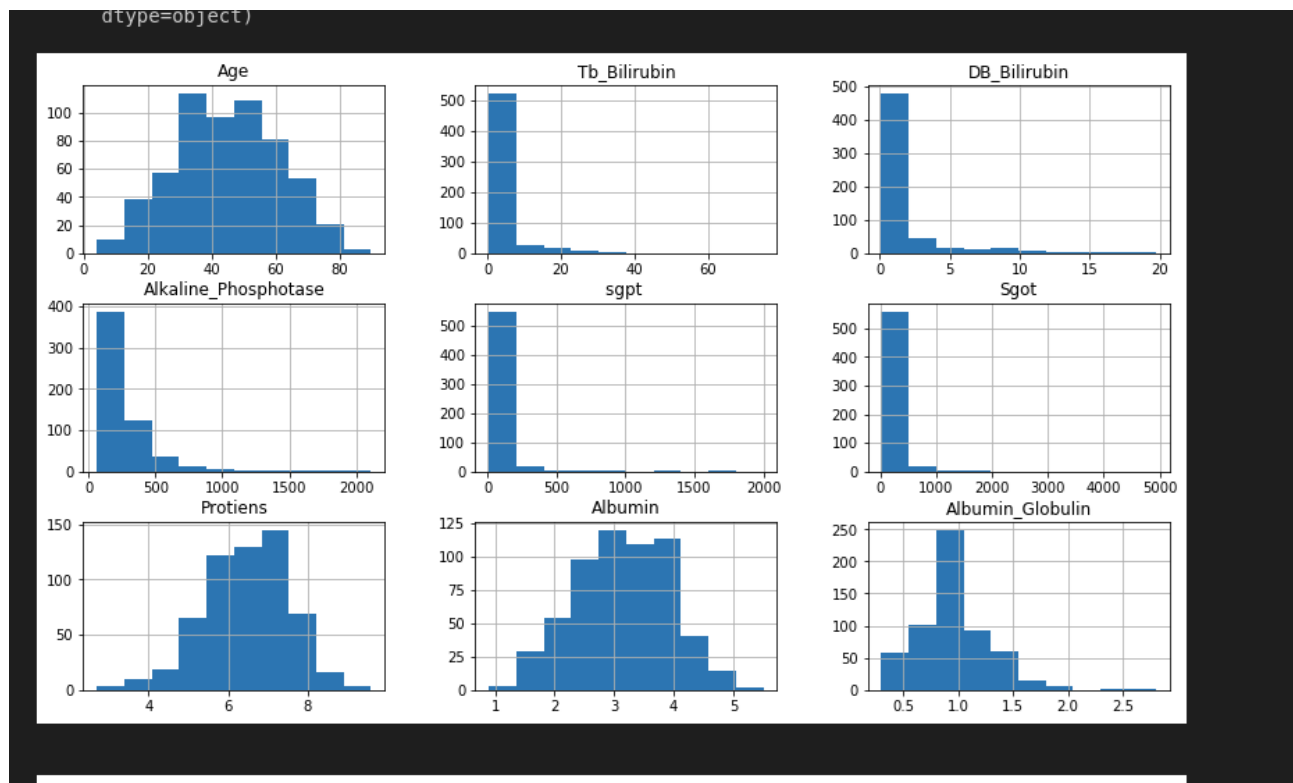 dtype=object)
Age
Tb_Bilirubin
DB_Bilirubin
100
80
60
40
20
0
0 20 40 60 80
500
400
300
200
100
0
0 20 40 60
500
400
300
200
100
0
0 5 10 15 20
Alkaline_Phosphotase
sgpt
Sgot
400
300
200
100
0
0 500 1000 1500 2000
500
400
300
200
100
0
0 500 1000 1500 2000
500
400
300
200
100
0
0 1000 2000 3000 4000 5000
Protiens
Albumin
Albumin_Globulin
150
100
50
0
4 6 8
125
100
75
50
25
0
1 2 3 4 5
250
200
150
100
50
0
0.5 1.0 1.5 2.0 2.5